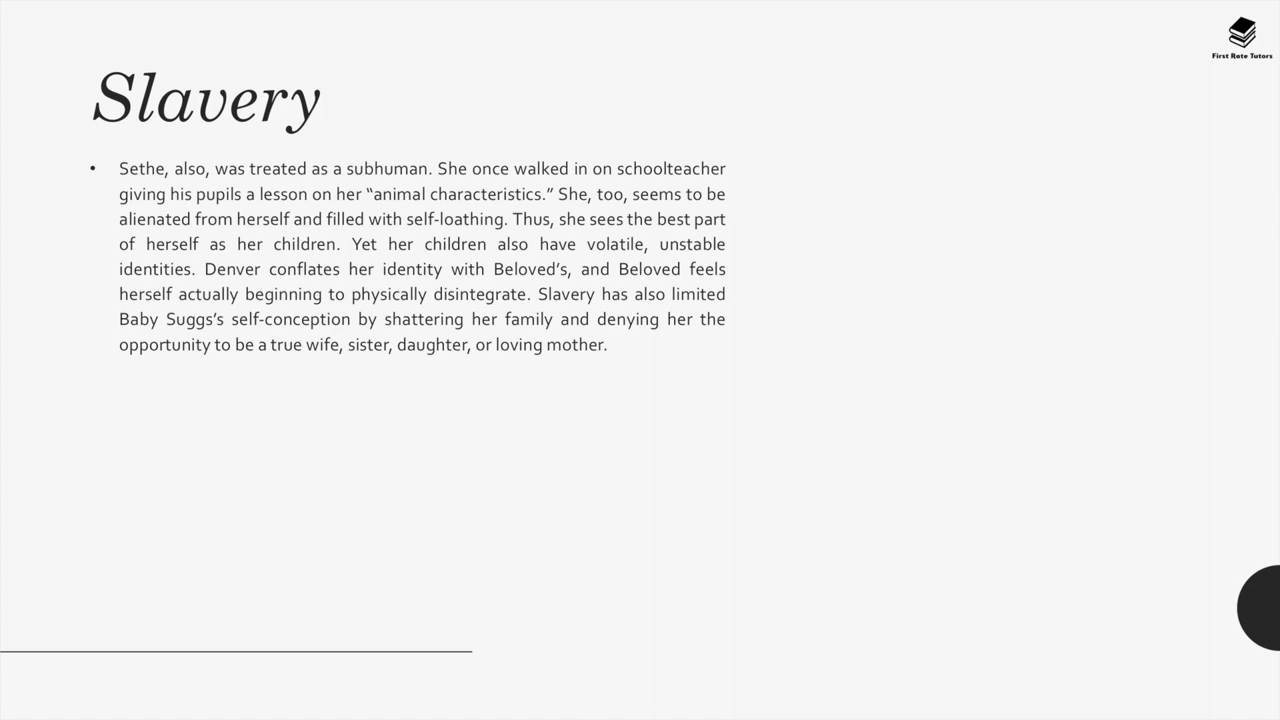 First Rate Tutors
Slavery
• Sethe, also, was treated as a subhuman. She once walked in on schoolteacher
giving his pupils a lesson on her “animal characteristics.” She, too, seems to be
alienated from herself and filled with self-loathing. Thus, she sees the best part
of herself as her children. Yet her children also have volatile, unstable
identities. Denver conflates her identity with Beloved’s, and Beloved feels
herself actually beginning to physically disintegrate. Slavery has also limited
Baby Suggs’s self-conception by shattering her family and denying her the
opportunity to be a true wife, sister, daughter, or loving mother.